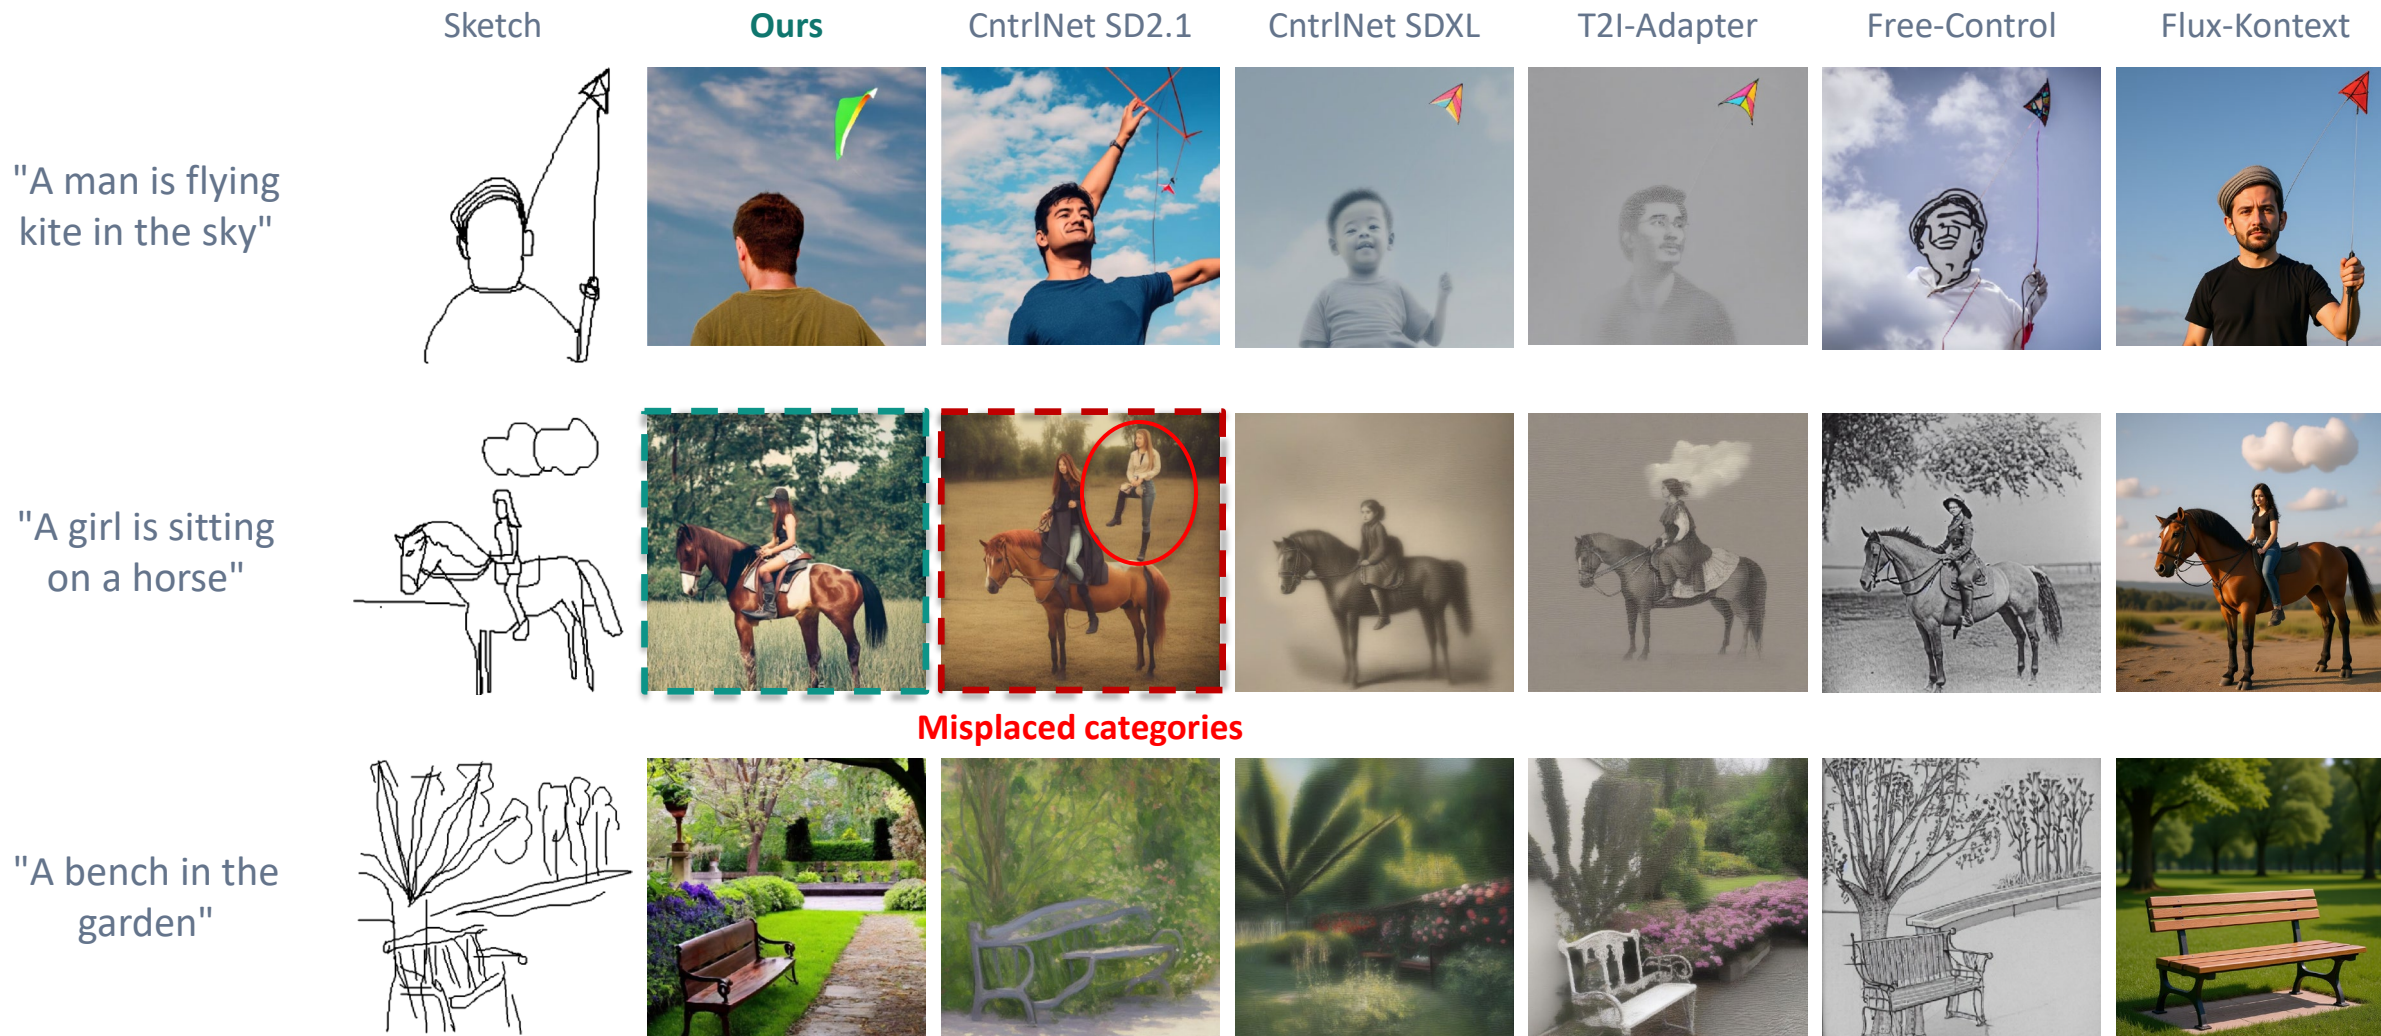 Sketch
Ours
CntrlNet SD2.1
CntrlNet SDXL
T2I-Adapter
Free-Control
Flux-Kontext
"A man is flying
kite in the sky"
"A girl is sitting
on a horse"
Misplaced categories
"A bench in the
garden"